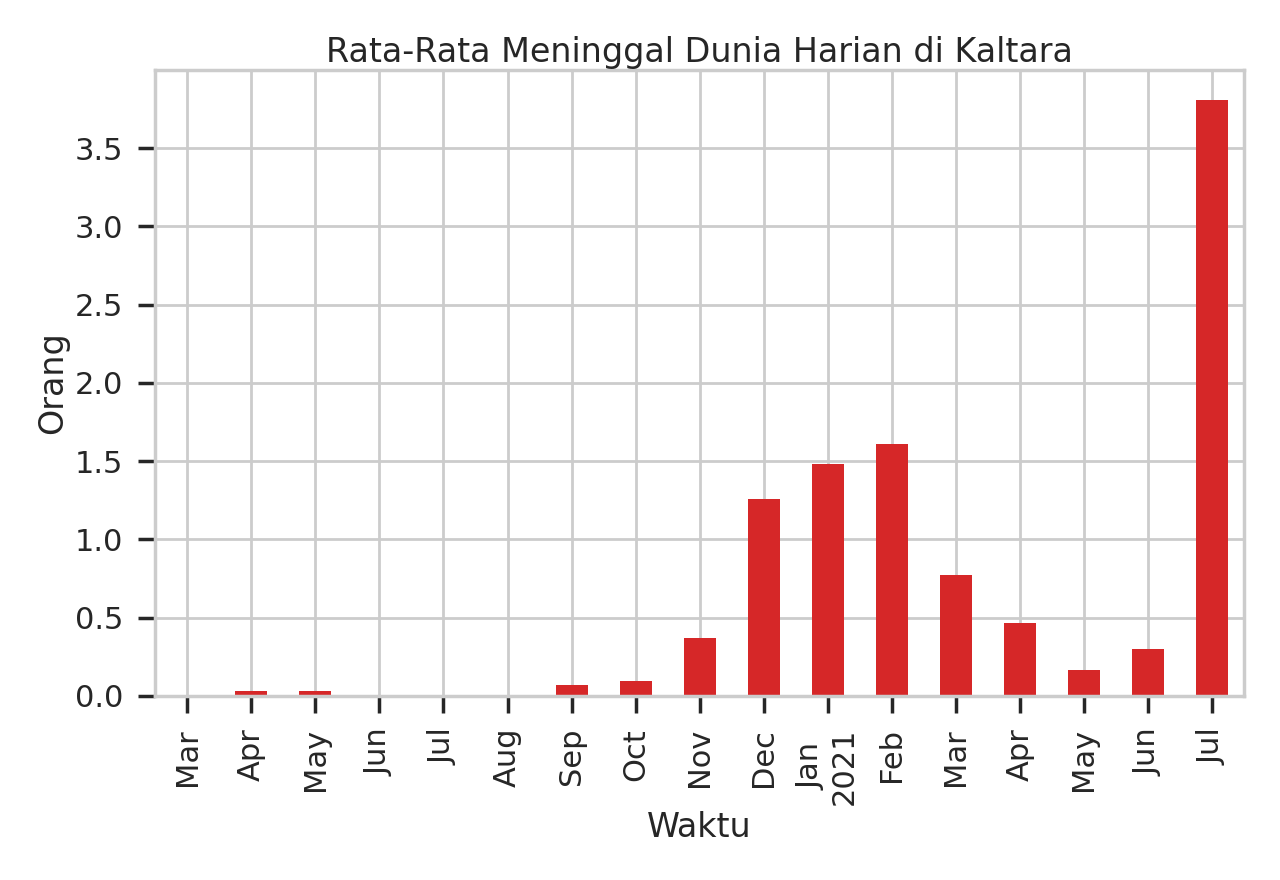 Rata-Rata Meninggal Dunia Harian di Kaltara
Orang
3.5
3.0
2.5
2.0
1.5
1.0
0.5
0.0
Mar
Apr
May
Jun
Jul
Aug
Sep
Oct
Nov
Dec
Jan
2021
Feb
Mar
Apr
May
Jun
Jul
Waktu